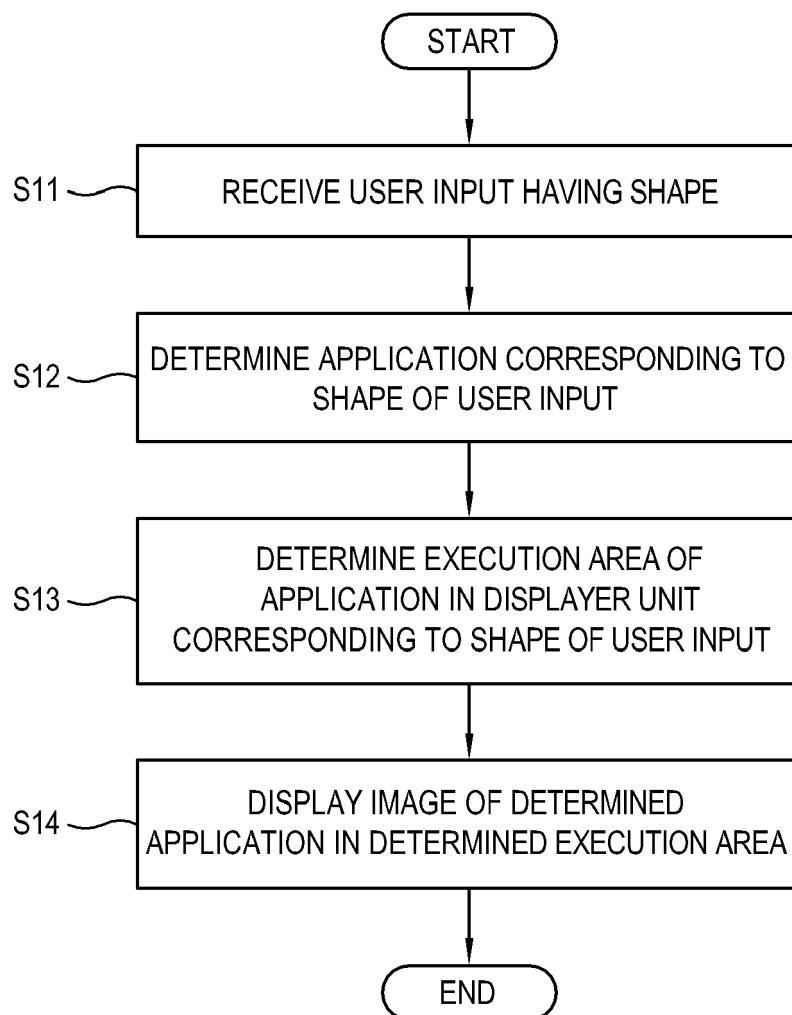 START
S11
RECEIVE USER INPUT HAVING SHAPE
S12
DETERMINE APPLICATION CORRESPONDING TO
SHAPE OF USER INPUT
S13
DETERMINE EXECUTION AREA OF
APPLICATION IN DISPLAYER UNIT
CORRESPONDING TO SHAPE OF USER INPUT
S14
DISPLAY IMAGE OF DETERMINED
APPLICATION IN DETERMINED EXECUTION AREA
END